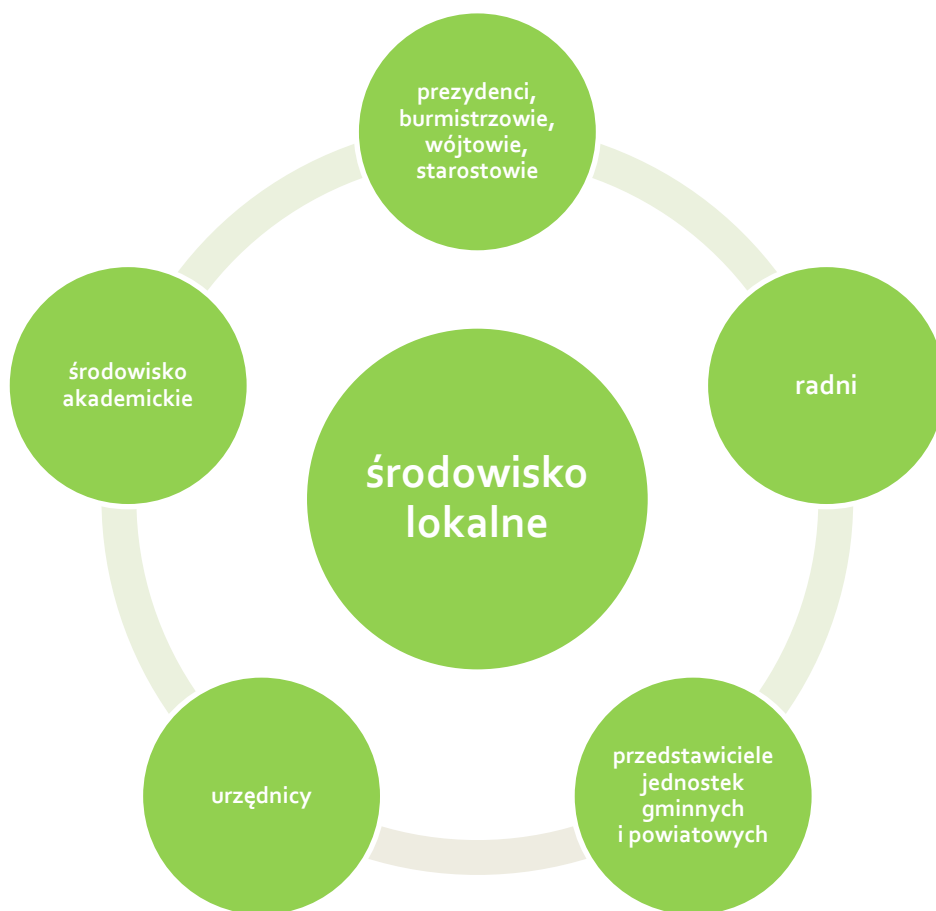 prezydenci,
burmistrzowie,
wójtowie,
starostowie
środowisko
akademickie
radni
środowisko
lokalne
urzędnicy
przedstawiciele
jednostek
gminnych
i powiatowych